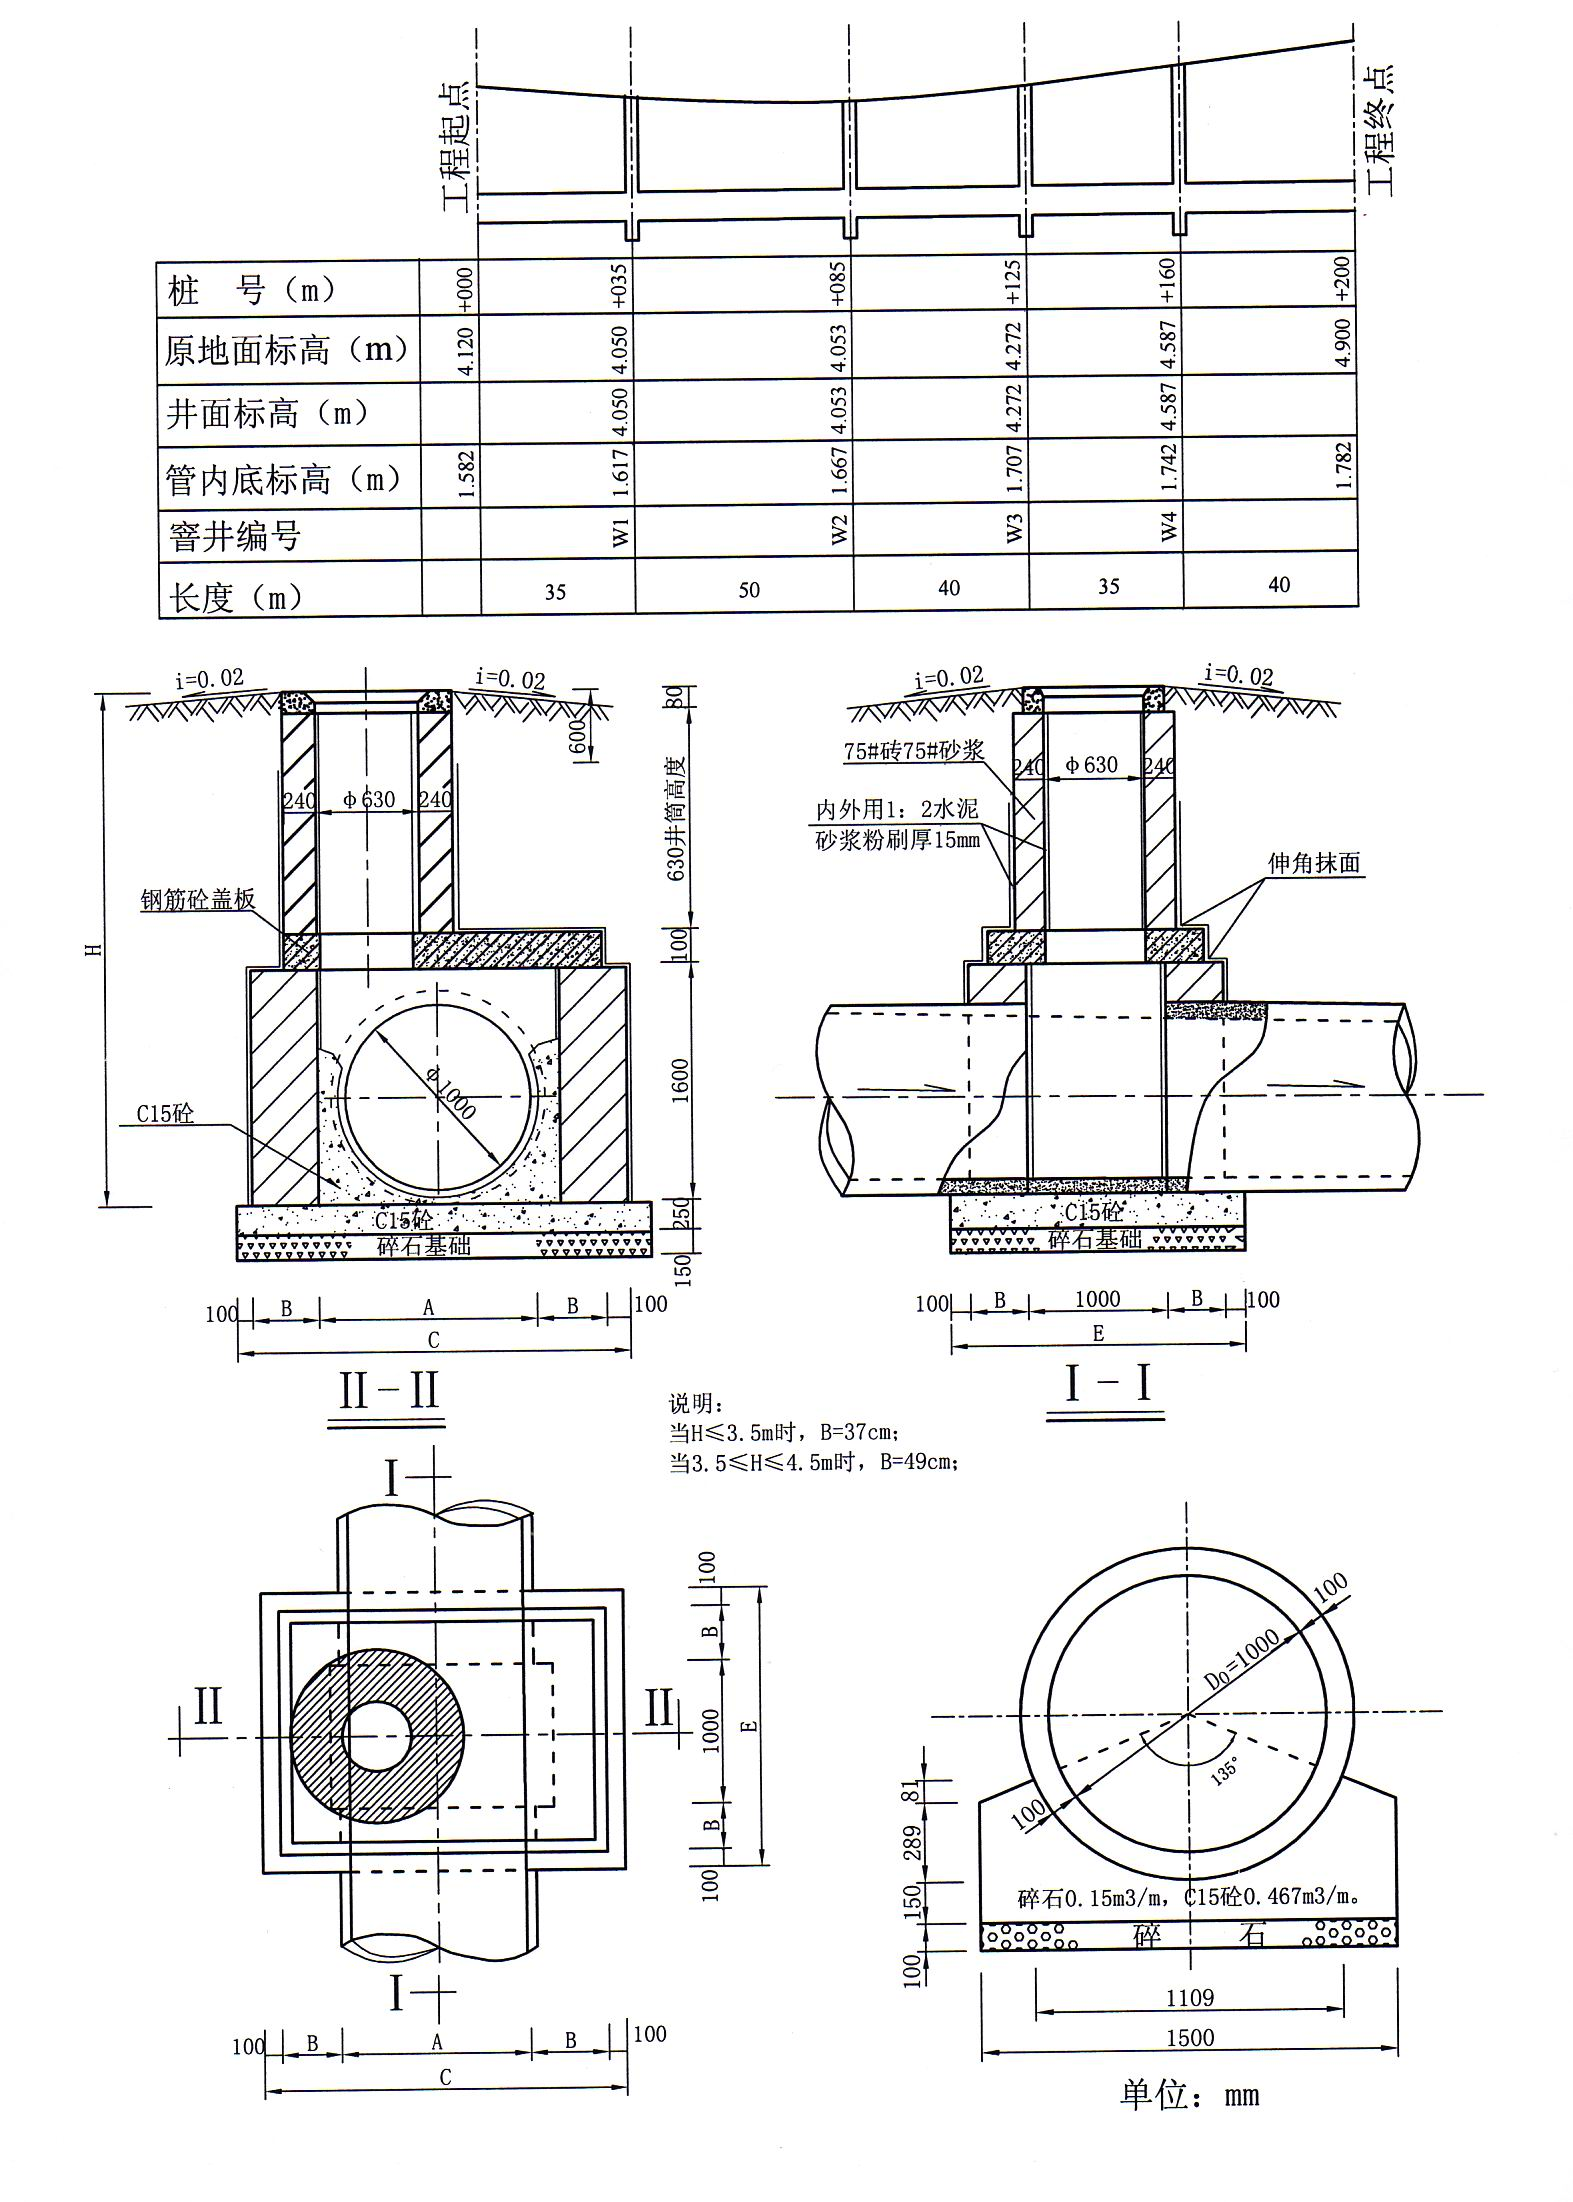 工程起点
工程终点
桩 号(m) +000 +035 +085 +125 +160 +200
原地面标高(m) 4.120 4.050 4.053 4.272 4.587 4.900
井面标高(m) 4.050 4.053 4.272 4.587
管内底标高(m) 1.582 1.617 1.667 1.707 1.742 1.782
窨井编号 W1 W2 W3 W4
长度(m) 35 50 40 35 40
i=0.02
i=0.02
80
600
240
φ630
240
630井筒高度
钢筋砼盖板
100
H
φ1000
1600
C15砼
C15砼
250
碎石基础
150
100 B A B 100
C
II-II
i=0.02
i=0.02
75#砖75#砂浆
240
φ630
240
内外用1：2水泥
砂浆粉刷厚15mm
伸角抹面
C15砼
碎石基础
100 B 1000 B 100
E
I-I
说明：
当H≤3.5m时，B=37cm；
当3.5≤H≤4.5m时，B=49cm；
I
II
II
I
100
B
1000
B
100
E
100 B A B 100
C
100
D0=1000
135°
100
81
289
150
100
碎石0.15m3/m，C15砼0.467m3/m。
碎 石
1109
1500
单位：mm